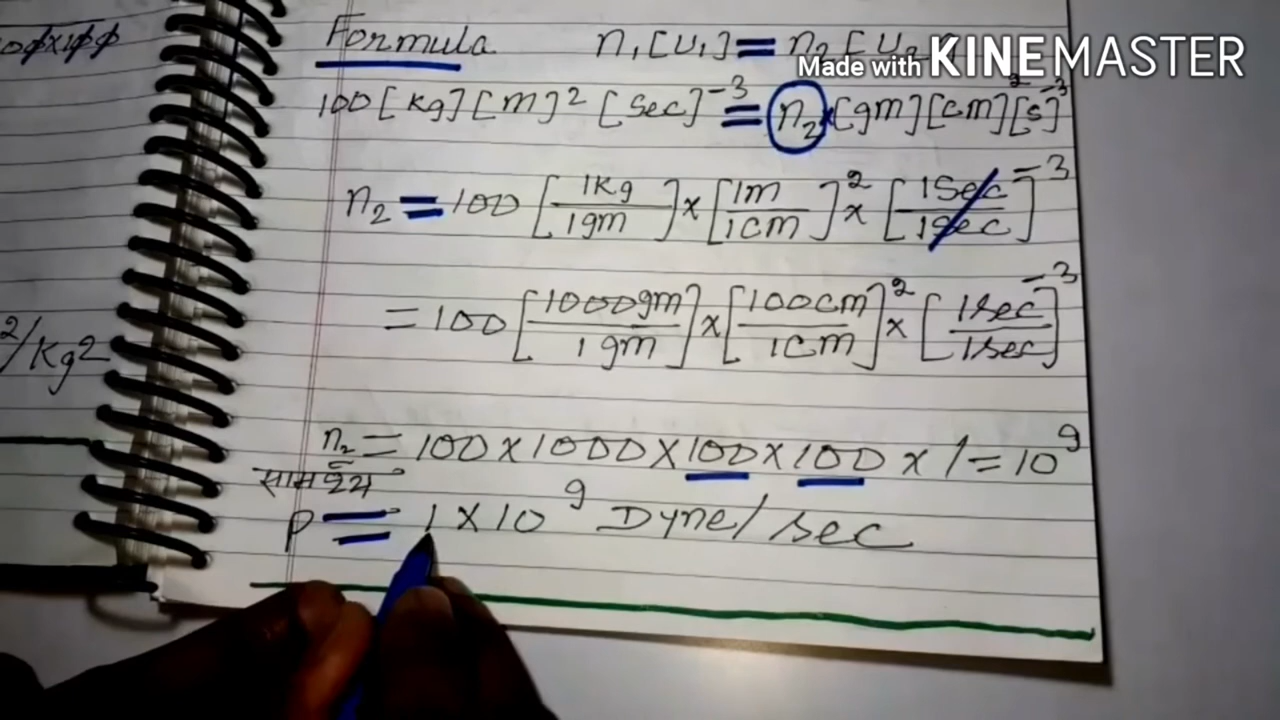 Formula n₁[U₁] = n₂[U₂
Made with KINEMASTER
100[kg][m]² [sec]⁻³ = n₂ [gm][cm]²[s]⁻³
n₂ = 100 [1kg/1gm] × [1m/1cm]² × [1sec/1sec]⁻³
= 100 [1000gm/1gm] × [100cm/1cm]² × [1sec/1sec]⁻³
²/kg²
n₂ = 100 × 1000 × 100 × 100 × 1 = 10⁹
P = 1 × 10⁹ Dyne/sec